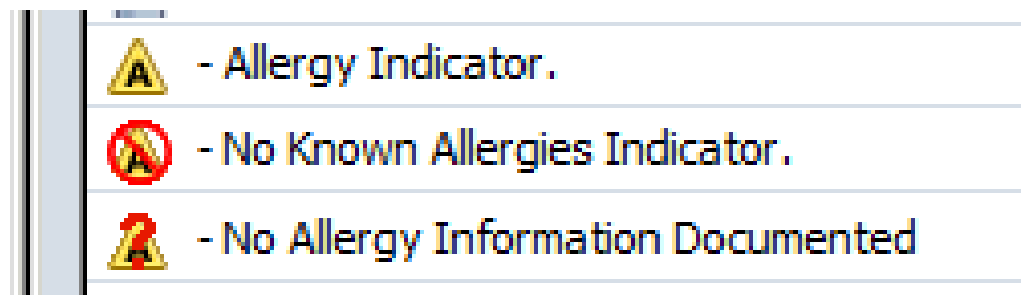 A - Allergy Indicator.
A - No Known Allergies Indicator.
A ? - No Allergy Information Documented